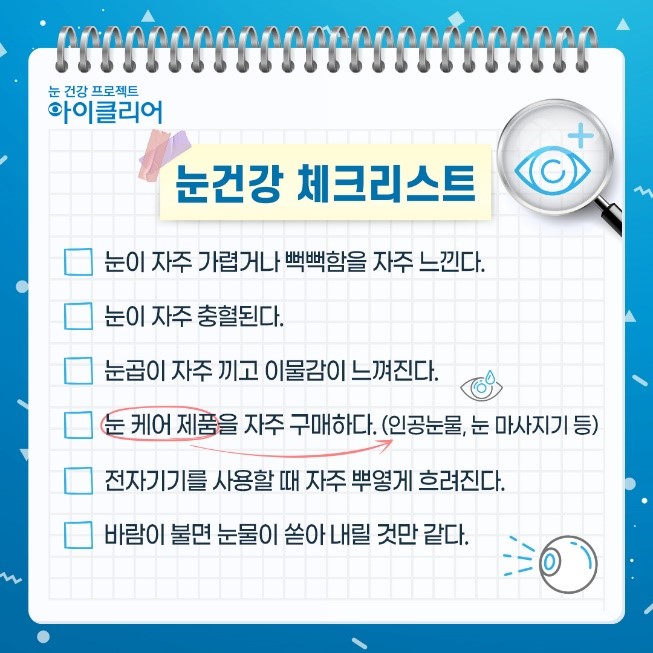 눈 건강 프로젝트
아이클리어
눈건강 체크리스트
눈이 자주 가렵거나 뻑뻑함을 자주 느낀다.
눈이 자주 충혈된다.
눈곱이 자주 끼고 이물감이 느껴진다.
눈 케어 제품을 자주 구매하다. (인공눈물, 눈 마사지기 등)
전자기기를 사용할 때 자주 뿌옇게 흐려진다.
바람이 불면 눈물이 쏟아 내릴 것만 같다.